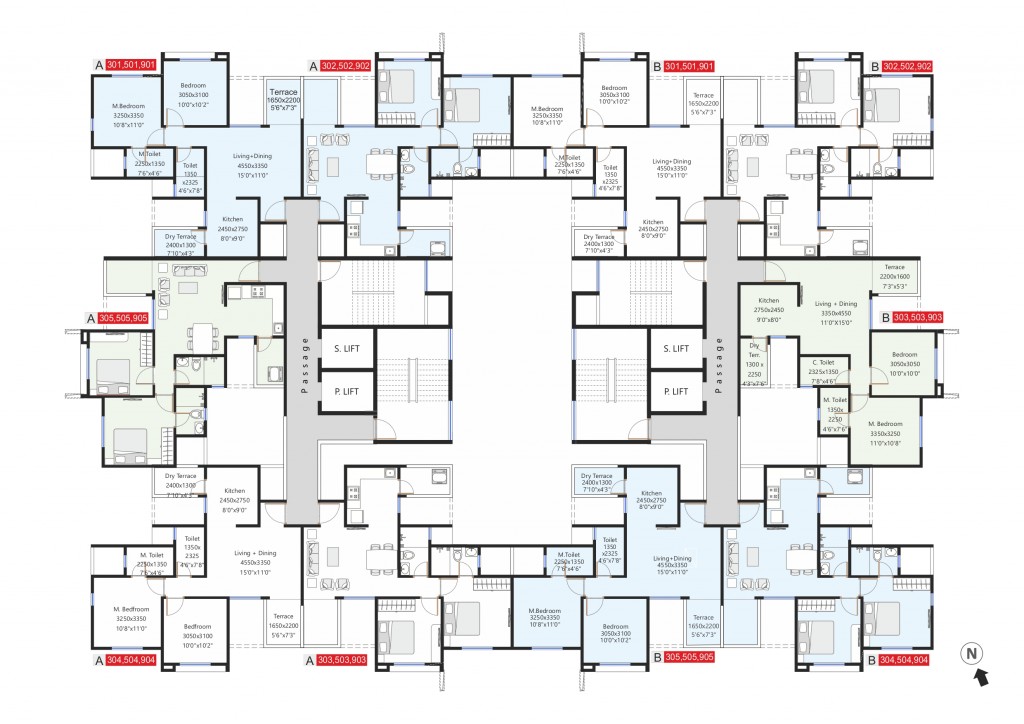 A 301,501,901
Bedroom
3050x3100
10'0"x10'2"
M.Bedroom
3250x3350
10'8"x11'0"
M.Toilet
2250x1350
7'6"x4'6"
Toilet
1350
x2325
4'6"x7'8"
Living+Dining
4550x3350
15'0"x11'0"
Terrace
1650x2200
5'6"x7'3"
Kitchen
2450x2750
8'0"x9'0"
Dry Terrace
2400x1300
7'10"x4'3"
A 302,502,902
B 301,501,901
Bedroom
3050x3100
10'0"x10'2"
M.Bedroom
3250x3350
10'8"x11'0"
M.Toilet
2250x1350
7'6"x4'6"
Toilet
1350
x2325
4'6"x7'8"
Living+Dining
4550x3350
15'0"x11'0"
Terrace
1650x2200
5'6"x7'3"
Kitchen
2450x2750
8'0"x9'0"
Dry Terrace
2400x1300
7'10"x4'3"
B 302,502,902
A 305,505,905
Passage
S. LIFT
P. LIFT
S. LIFT
P. LIFT
Passage
Terrace
2200x1600
7'3"x5'3"
Kitchen
2750x2450
9'0"x8'0"
Living + Dining
3350x4550
11'0"X15'0"
B 303,503,903
Dry
Terr.
1300 x
2250
4'3"x7'6"
C. Toilet
2325x1350
7'8"x4'6"
Bedroom
3050x3050
10'0"x10'0"
M. Toilet
1350x
2250
4'6"x7'6"
M. Bedroom
3350x3250
11'0"x10'8"
Dry Terrace
2400x1300
7'10"x4'3"
Kitchen
2450x2750
8'0"x9'0"
Toilet
1350x
2325
4'6"x7'8"
M. Toilet
2250x1350
7'6"x4'6"
Living + Dining
4550x3350
15'0"x11'0"
M. Bedfroom
3250x3350
10'8"x11'0"
Bedfroom
3050x3100
10'0"x10'2"
Terrace
1650x2200
5'6"x7'3"
A 304,504,904
A 303,503,903
Dry Terrace
2400x1300
7'10"x4'3"
Kitchen
2450x2750
8'0"x9'0"
Toilet
1350
x2325
4'6"x7'8"
M.Toilet
2250x1350
7'6"x4'6"
Living+Dining
4550x3350
15'0"x11'0"
M.Bedroom
3250x3350
10'8"x11'0"
Bedroom
3050x3100
10'0"x10'2"
Terrace
1650x2200
5'6"x7'3"
B 305,505,905
B 304,504,904
N